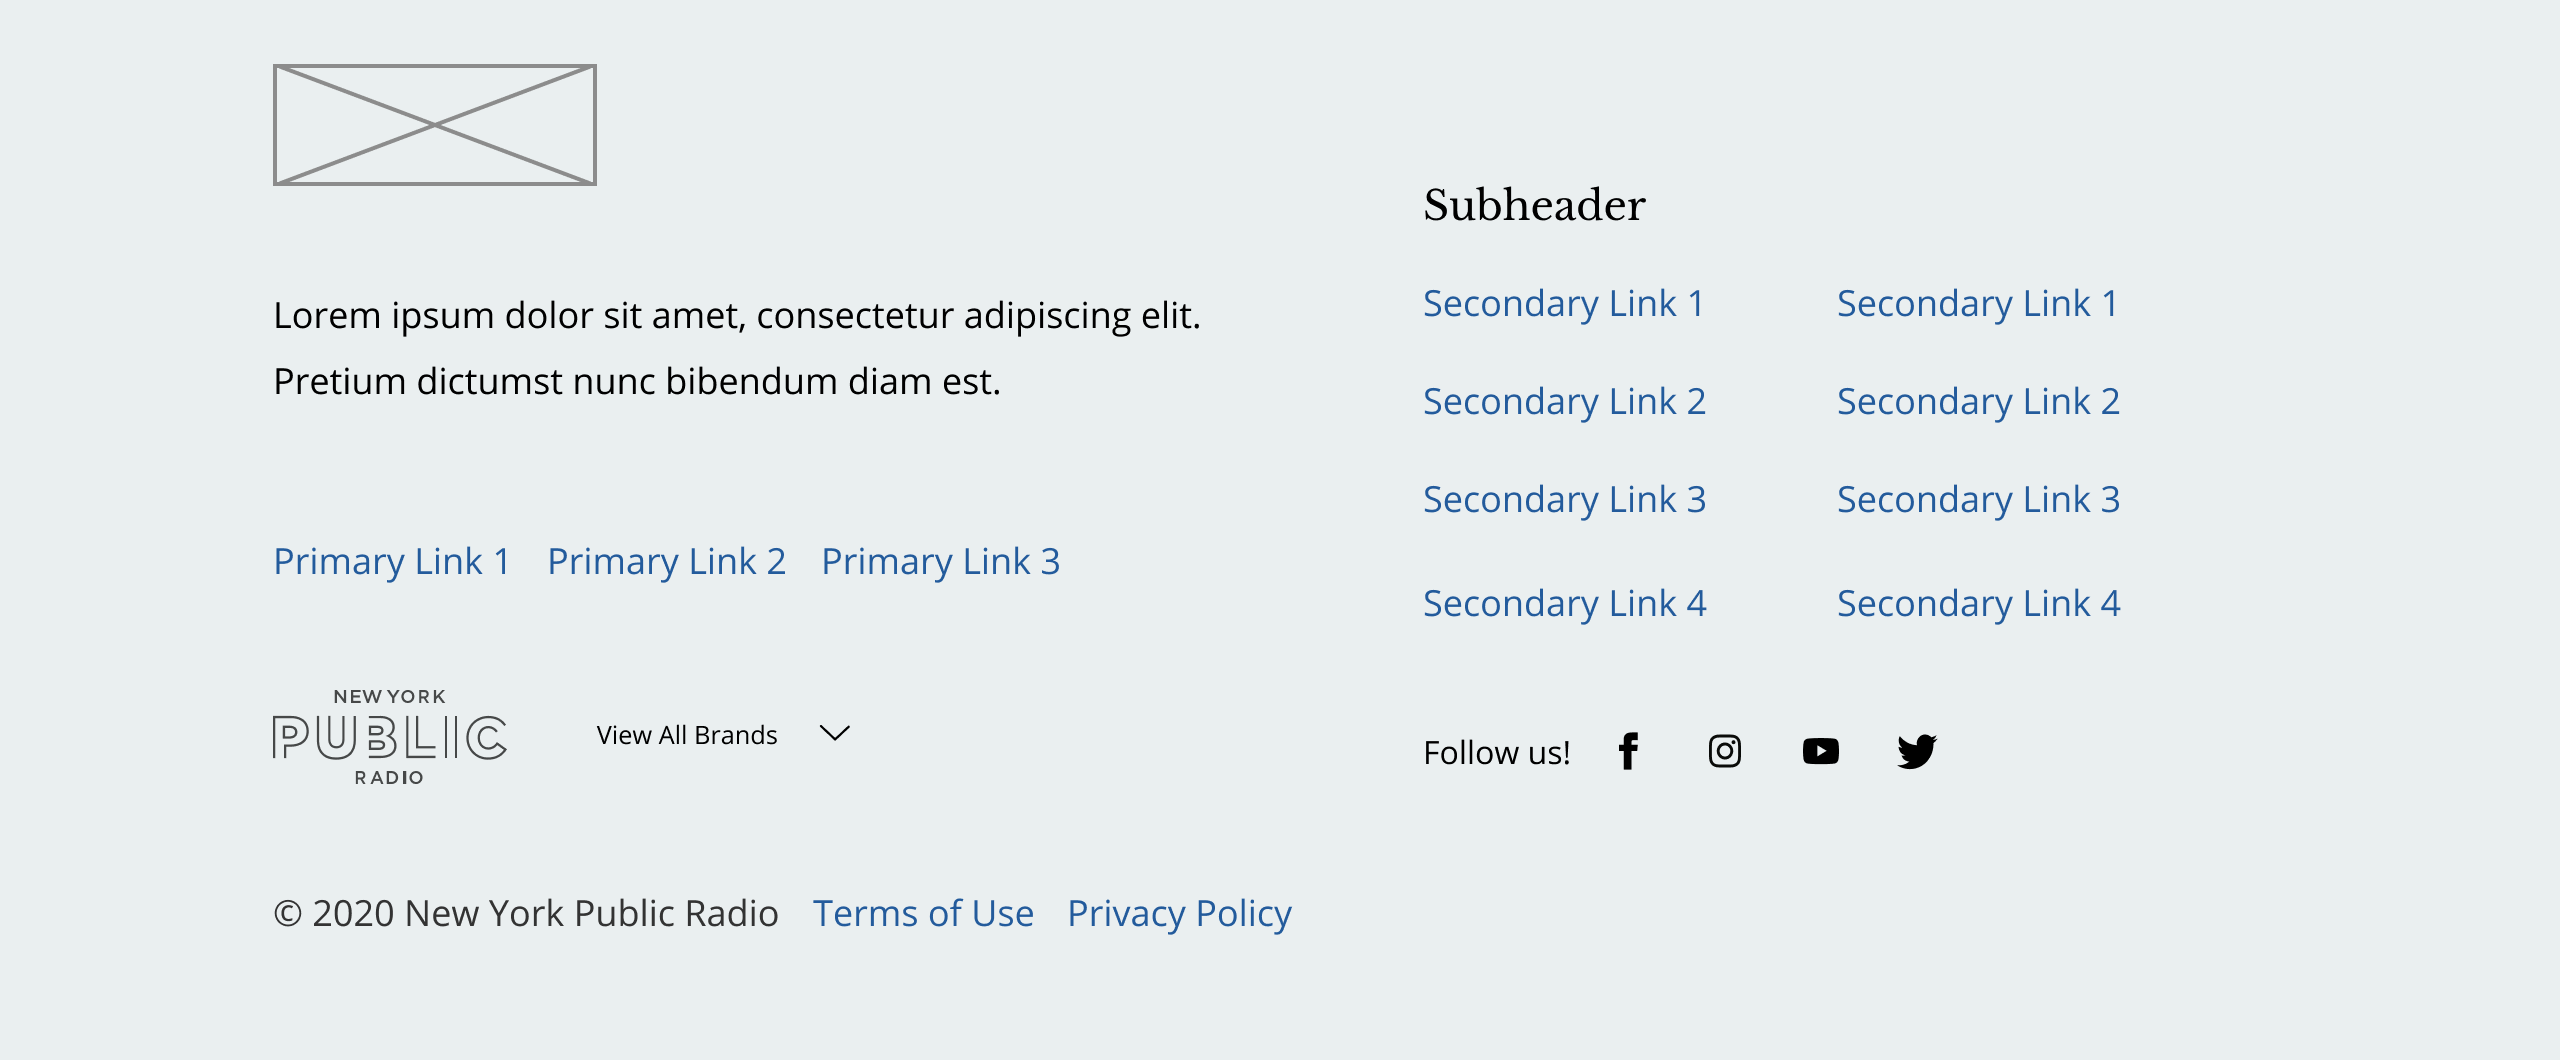 Lorem ipsum dolor sit amet, consectetur adipiscing elit.
Pretium dictumst nunc bibendum diam est.
Primary Link 1 Primary Link 2 Primary Link 3
NEW YORK
PUBLIC
RADIO
View All Brands
© 2020 New York Public Radio Terms of Use Privacy Policy
Subheader
Secondary Link 1 Secondary Link 1
Secondary Link 2 Secondary Link 2
Secondary Link 3 Secondary Link 3
Secondary Link 4 Secondary Link 4
Follow us!